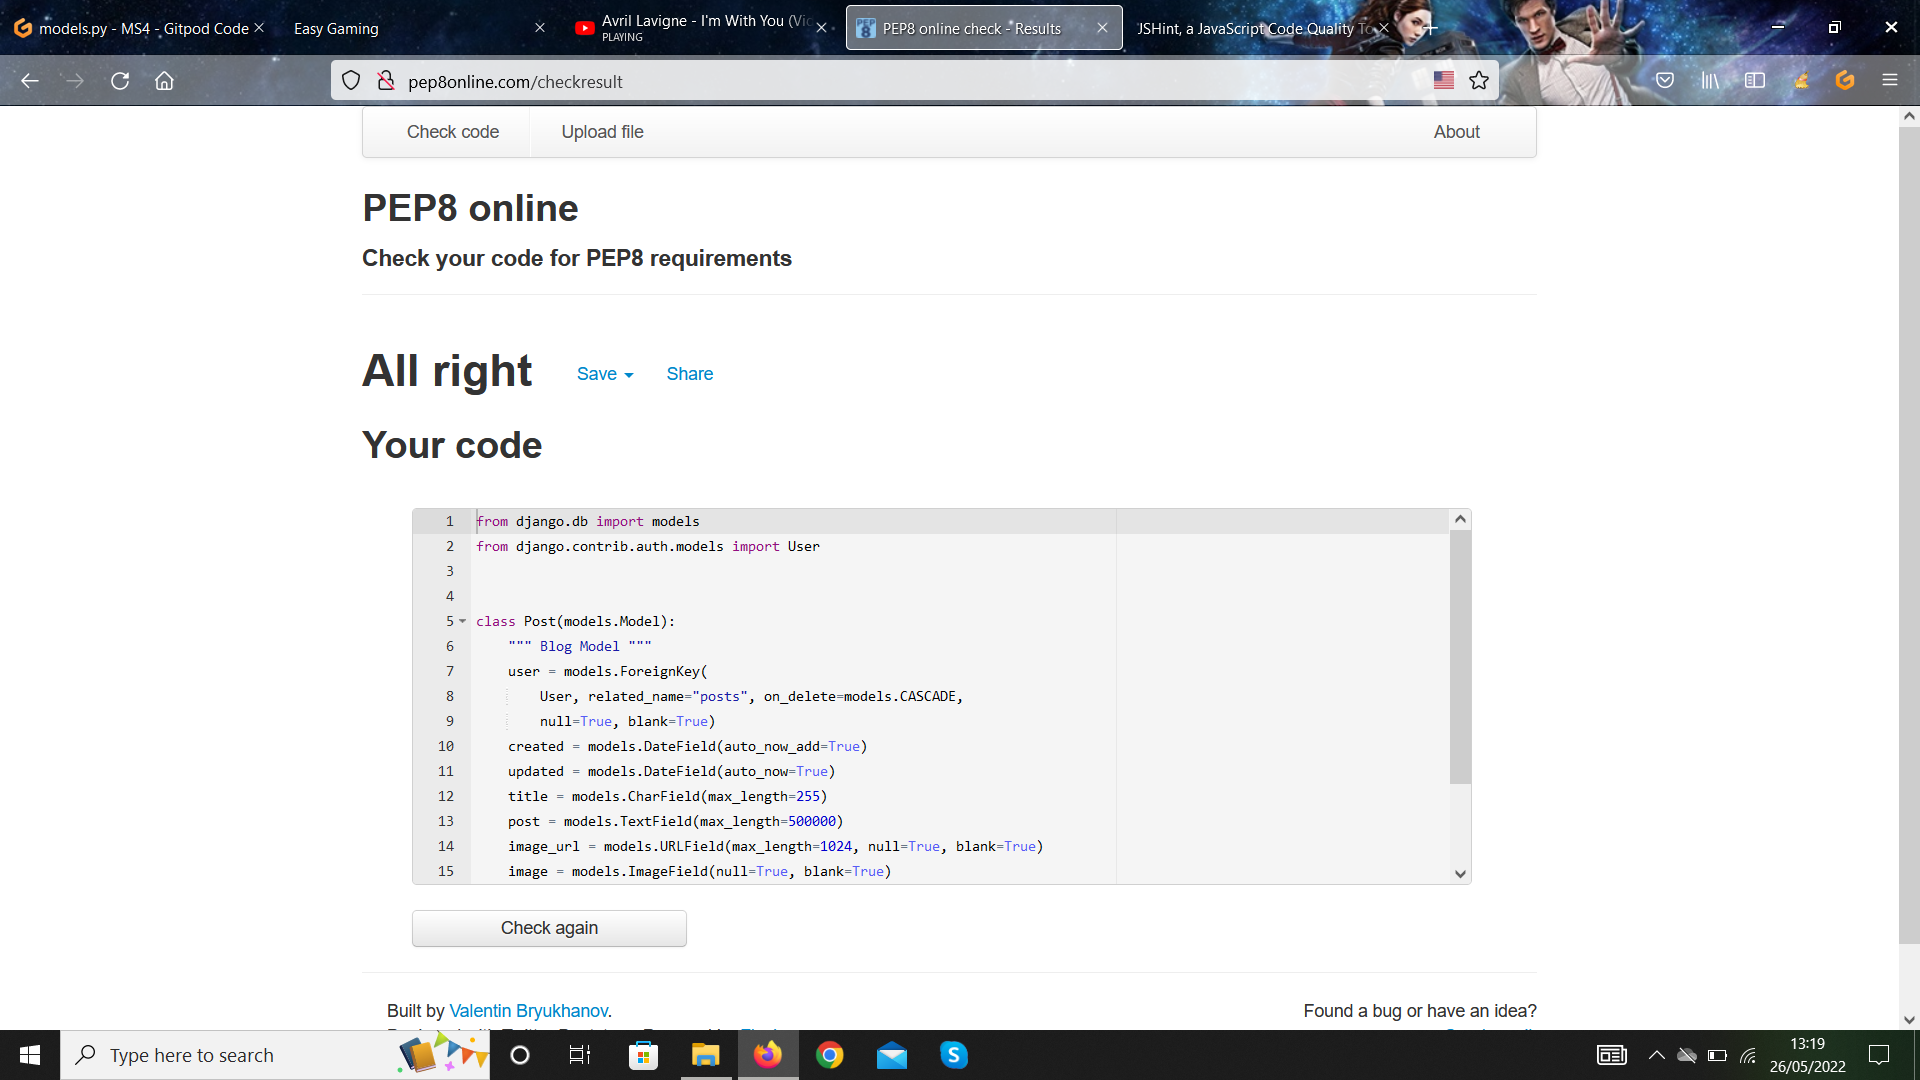 models.py - MS4 - Gitpod Code
Easy Gaming
Avril Lavigne - I'm With You (Vic
PLAYING
PEP8 online check - Results
JSHint, a JavaScript Code Quality To
pep8online.com/checkresult
Check code
Upload file
About
PEP8 online
Check your code for PEP8 requirements
All right
Save
Share
Your code
1 from django.db import models
2 from django.contrib.auth.models import User
3
4
5 class Post(models.Model):
6 """ Blog Model """
7 user = models.ForeignKey(
8 User, related_name="posts", on_delete=models.CASCADE,
9 null=True, blank=True)
10 created = models.DateField(auto_now_add=True)
11 updated = models.DateField(auto_now=True)
12 title = models.CharField(max_length=255)
13 post = models.TextField(max_length=500000)
14 image_url = models.URLField(max_length=1024, null=True, blank=True)
15 image = models.ImageField(null=True, blank=True)
Check again
Built by Valentin Bryukhanov.
Found a bug or have an idea?
Type here to search
13:19
26/05/2022